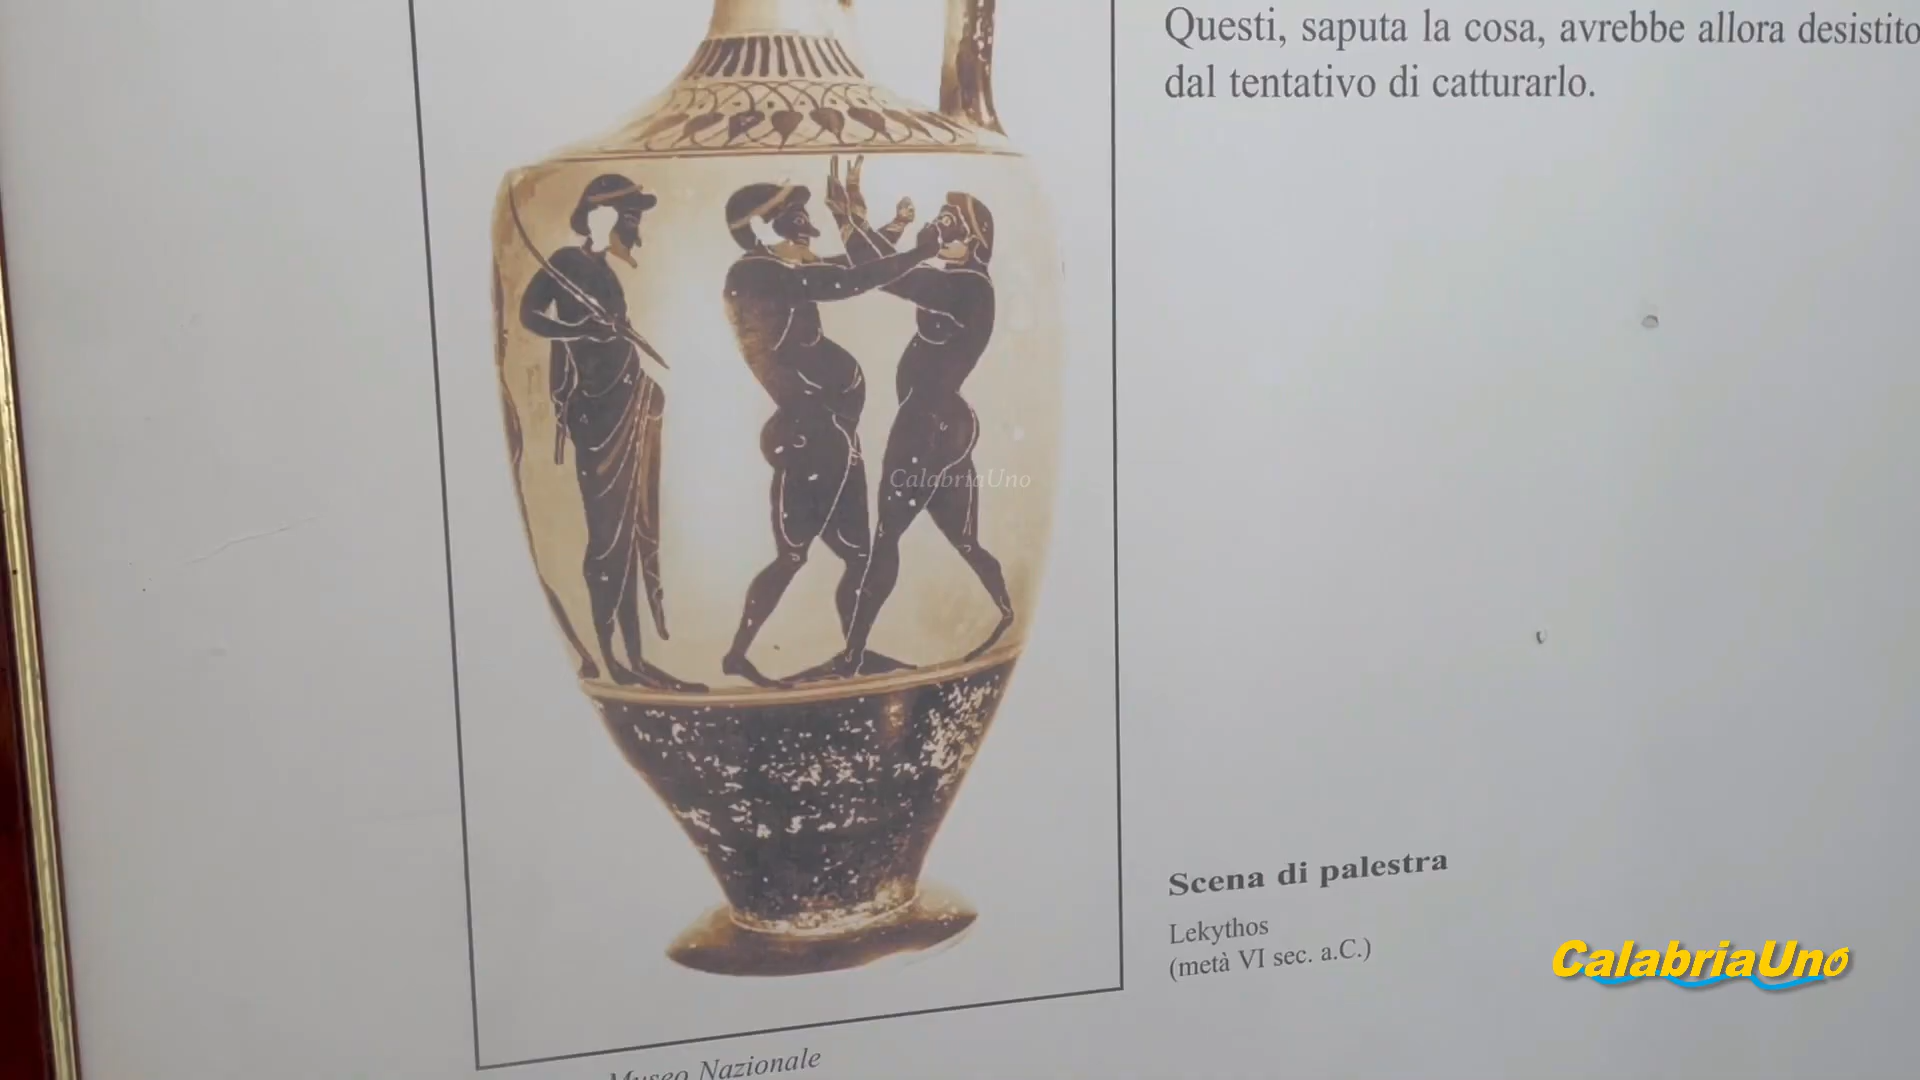 Questi, saputa la cosa, avrebbe allora desistito
dal tentativo di catturarlo.
CalabriaUno
Scena di palestra
Lekythos
(metà VI sec. a.C.)
CalabriaUno
Museo Nazionale